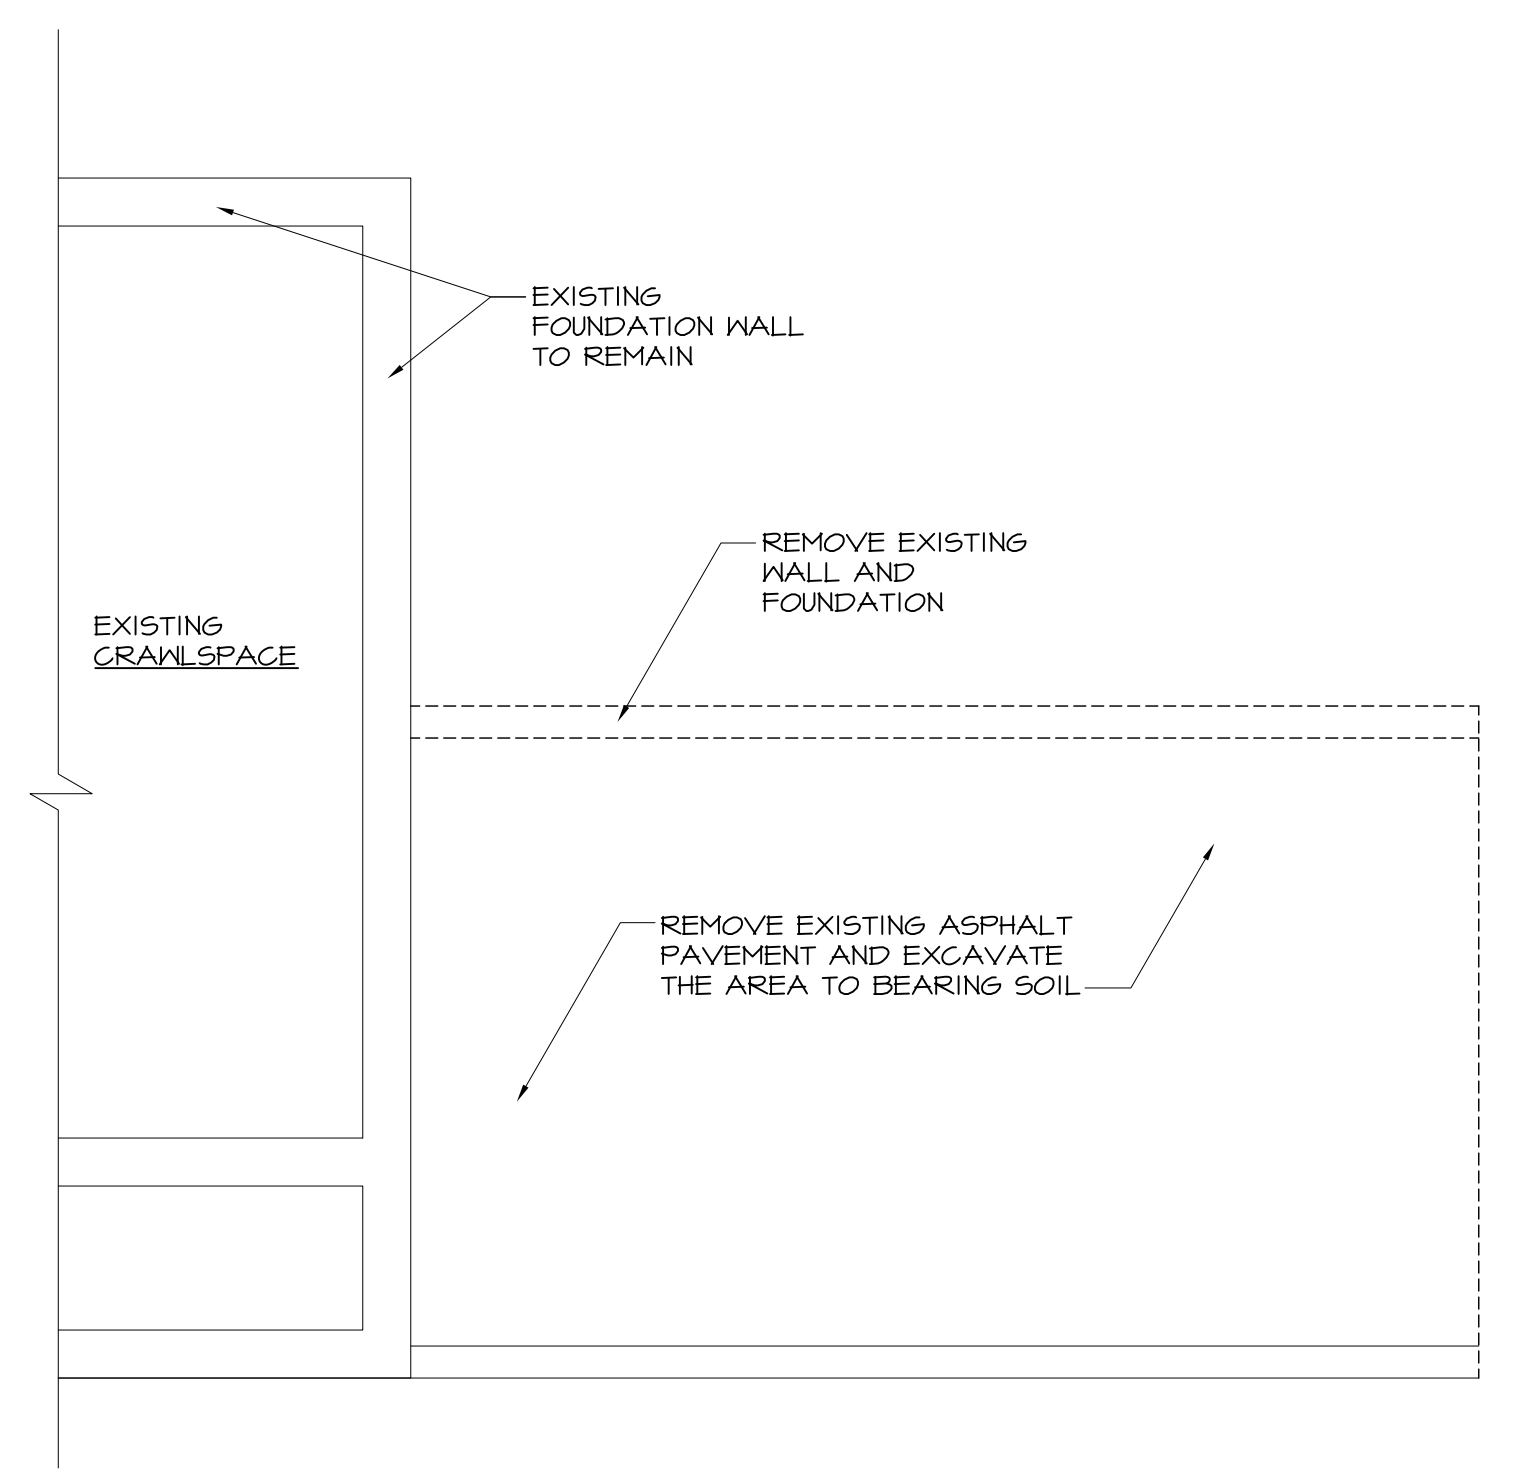 EXISTING
FOUNDATION WALL
TO REMAIN
REMOVE EXISTING
WALL AND
FOUNDATION
EXISTING
CRAWLSPACE
REMOVE EXISTING ASPHALT
PAVEMENT AND EXCAVATE
THE AREA TO BEARING SOIL